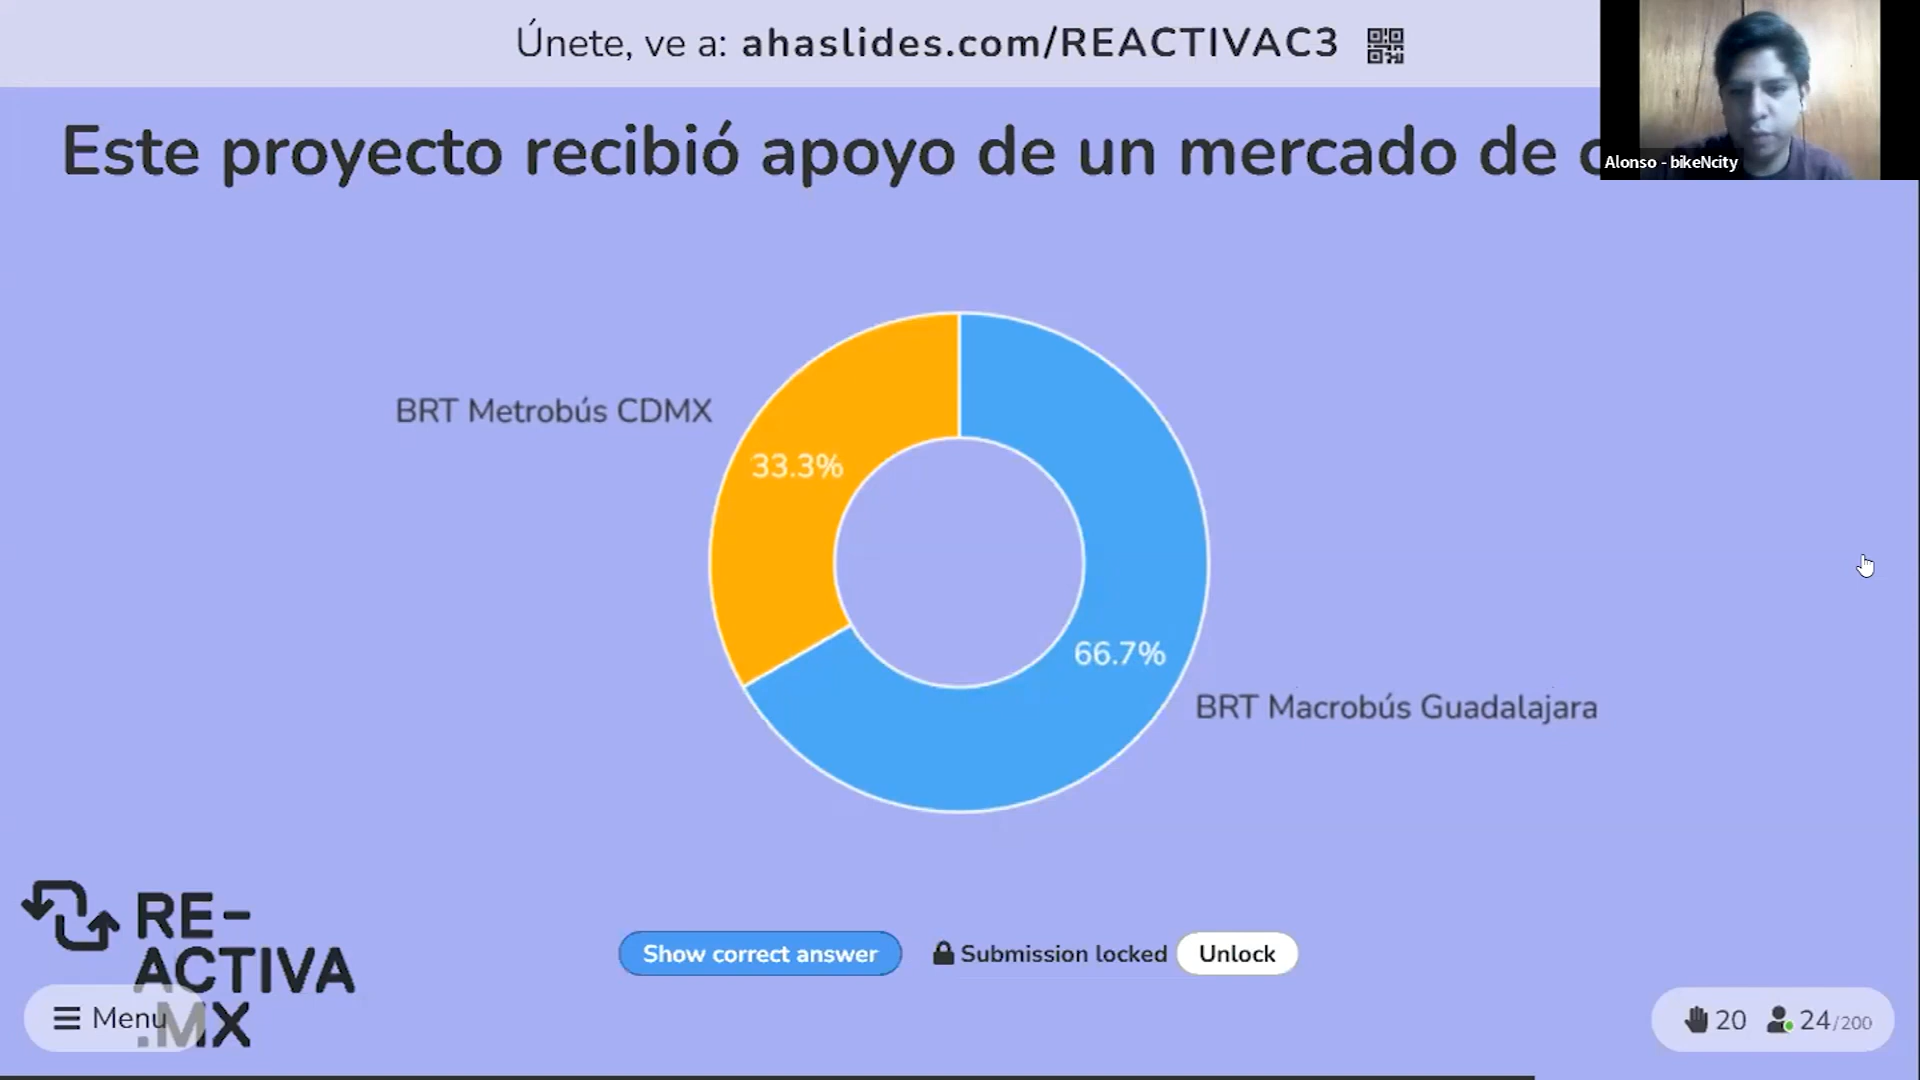 Únete, ve a: ahaslides.com/REACTIVAC3
Este proyecto recibió apoyo de un mercado de
Alonso - bikeNcity
BRT Metrobús CDMX
33.3%
66.7%
BRT Macrobús Guadalajara
RE-
ACTIVA
.MX
Show correct answer
Submission locked
Unlock
Menu
20
24/200